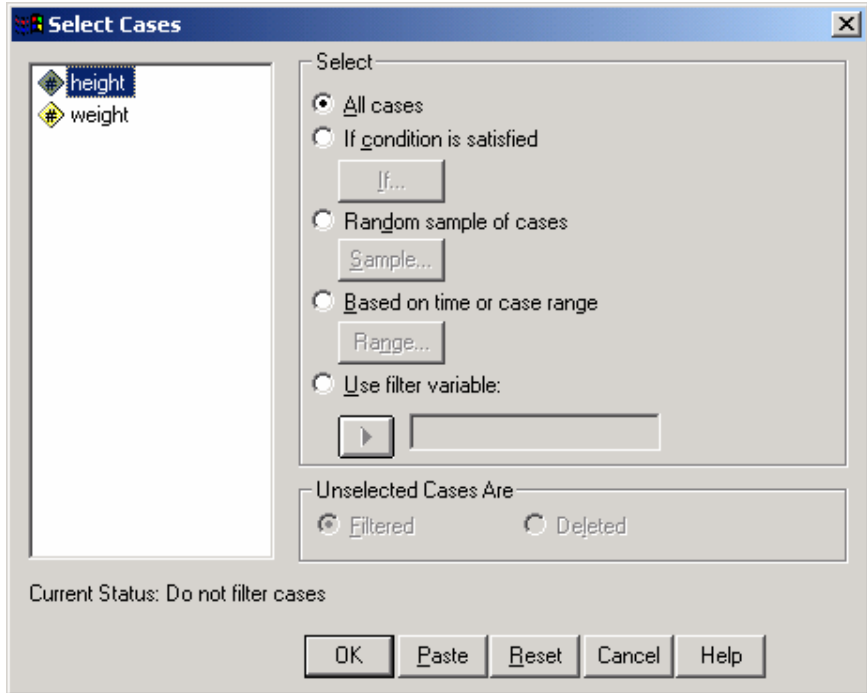 Select Cases
height
weight
Select
All cases
If condition is satisfied
If...
Random sample of cases
Sample...
Based on time or case range
Range...
Use filter variable:
Unselected Cases Are
Filtered
Deleted
Current Status: Do not filter cases
OK
Paste
Reset
Cancel
Help